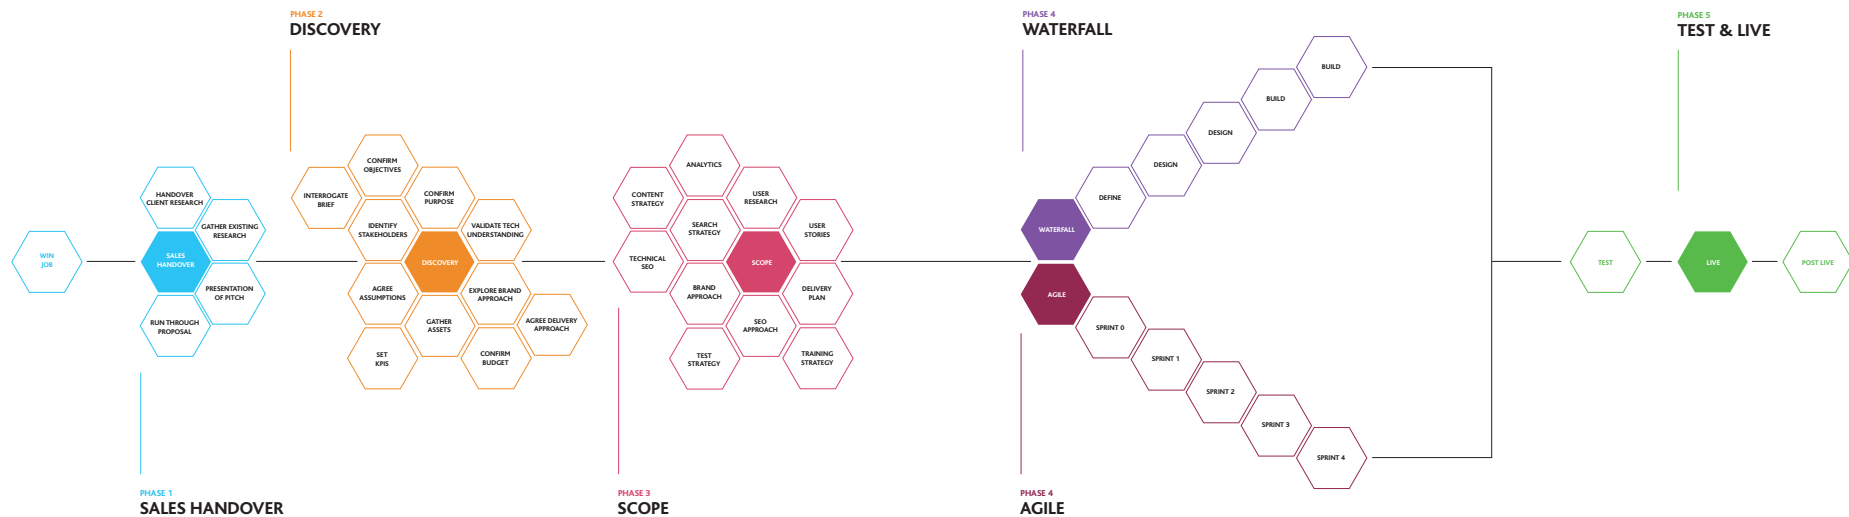 PHASE 2
DISCOVERY
PHASE 4
WATERFALL
PHASE 5
TEST & LIVE
WIN
JOB
HANDOVER
CLIENT RESEARCH
GATHER EXISTING
RESEARCH
SALES
HANDOVER
PRESENTATION
OF PITCH
RUN THROUGH
PROPOSAL
PHASE 1
SALES HANDOVER
INTERROGATE
BRIEF
CONFIRM
OBJECTIVES
CONFIRM
PURPOSE
IDENTIFY
STAKEHOLDERS
VALIDATE TECH
UNDERSTANDING
DISCOVERY
AGREE
ASSUMPTIONS
EXPLORE BRAND
APPROACH
GATHER
ASSETS
AGREE DELIVERY
APPROACH
SET
KPIS
CONFIRM
BUDGET
CONTENT
STRATEGY
ANALYTICS
USER
RESEARCH
SEARCH
STRATEGY
USER
STORIES
TECHNICAL
SEO
SCOPE
BRAND
APPROACH
DELIVERY
PLAN
SEO
APPROACH
TEST
STRATEGY
TRAINING
STRATEGY
PHASE 3
SCOPE
WATERFALL
DEFINE
DESIGN
DESIGN
BUILD
BUILD
AGILE
SPRINT 0
SPRINT 1
SPRINT 2
SPRINT 3
SPRINT 4
PHASE 4
AGILE
TEST
LIVE
POST LIVE